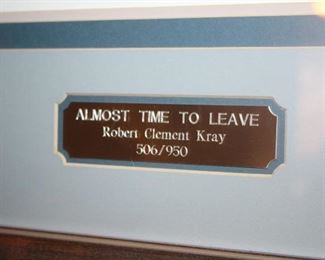 ALMOST TIME TO LEAVE
Robert Clement Kray
506/950